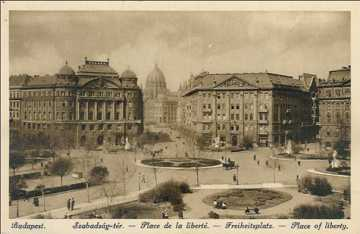 Budapest. Szabadság-tér. — Place de la liberté. — Freiheitsplatz. — Place of liberty.